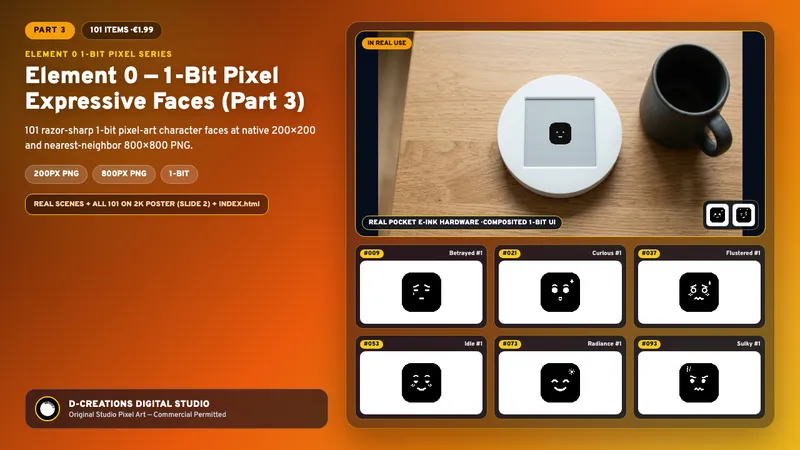 PART 3
101 ITEMS · €1.99
ELEMENT 0 1-BIT PIXEL SERIES
Element 0 — 1-Bit Pixel
Expressive Faces (Part 3)
101 razor-sharp 1-bit pixel-art character faces at native 200×200
and nearest-neighbor 800×800 PNG.
200PX PNG
800PX PNG
1-BIT
REAL SCENES + ALL 101 ON 2K POSTER (SLIDE 2) + INDEX.html
D-CREATIONS DIGITAL STUDIO
Original Studio Pixel Art — Commercial Permitted
IN REAL USE
REAL POCKET E-INK HARDWARE · COMPOSITED 1-BIT UI
#009
Betrayed #1
#021
Curious #1
#037
Flustered #1
#053
Idle #1
#073
Radiance #1
#093
Sulky #1